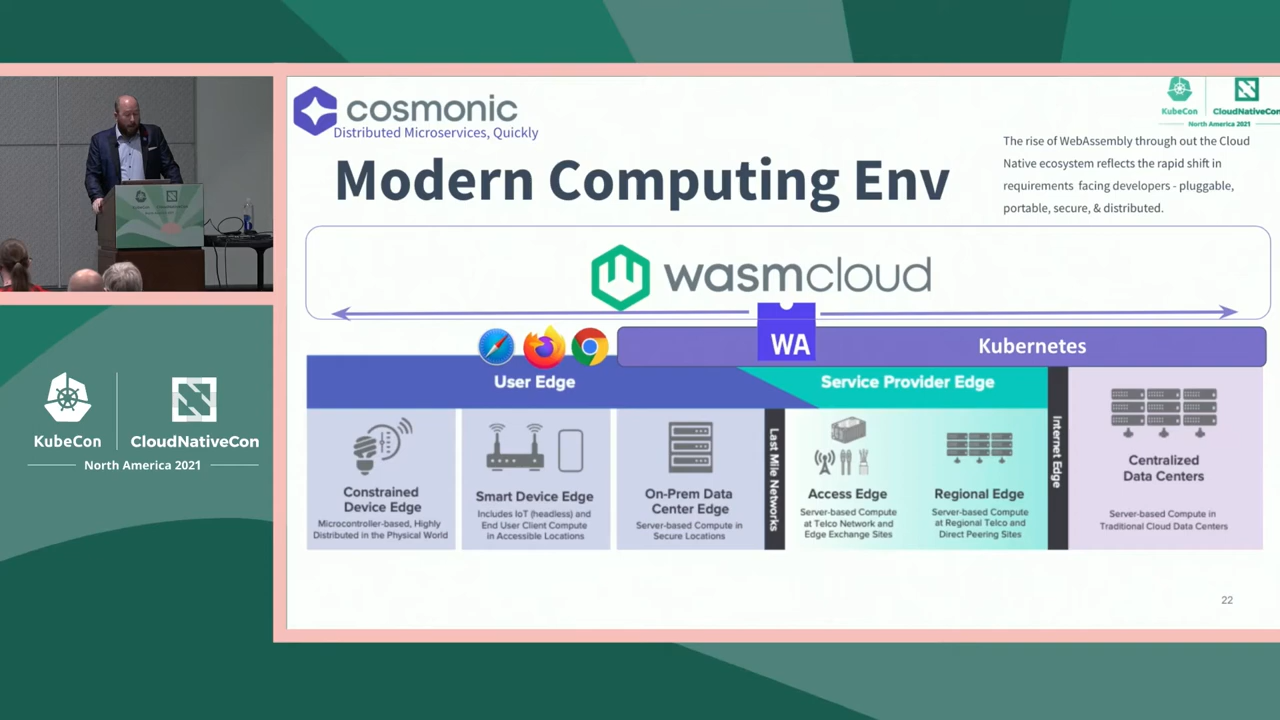 cosmonic
Distributed Microservices, Quickly
KubeCon
CloudNativeCon
North America 2021
Modern Computing Env
The rise of WebAssembly through out the Cloud
Native ecosystem reflects the rapid shift in
requirements facing developers - pluggable,
portable, secure, & distributed.
wasmcloud
WA
Kubernetes
User Edge
Service Provider Edge
Constrained
Device Edge
Microcontroller-based, Highly
Distributed in the Physical World
Smart Device Edge
Includes IoT (headless) and
End User Client Compute
in Accessible Locations
On-Prem Data
Center Edge
Server-based Compute in
Secure Locations
Last Mile Networks
Access Edge
Server-based Compute
at Telco Network and
Edge Exchange Sites
Regional Edge
Server-based Compute
at Regional Telco and
Direct Peering Sites
Internet Edge
Centralized
Data Centers
Server-based Compute in
Traditional Cloud Data Centers
22
KubeCon
CloudNativeCon
North America 2021